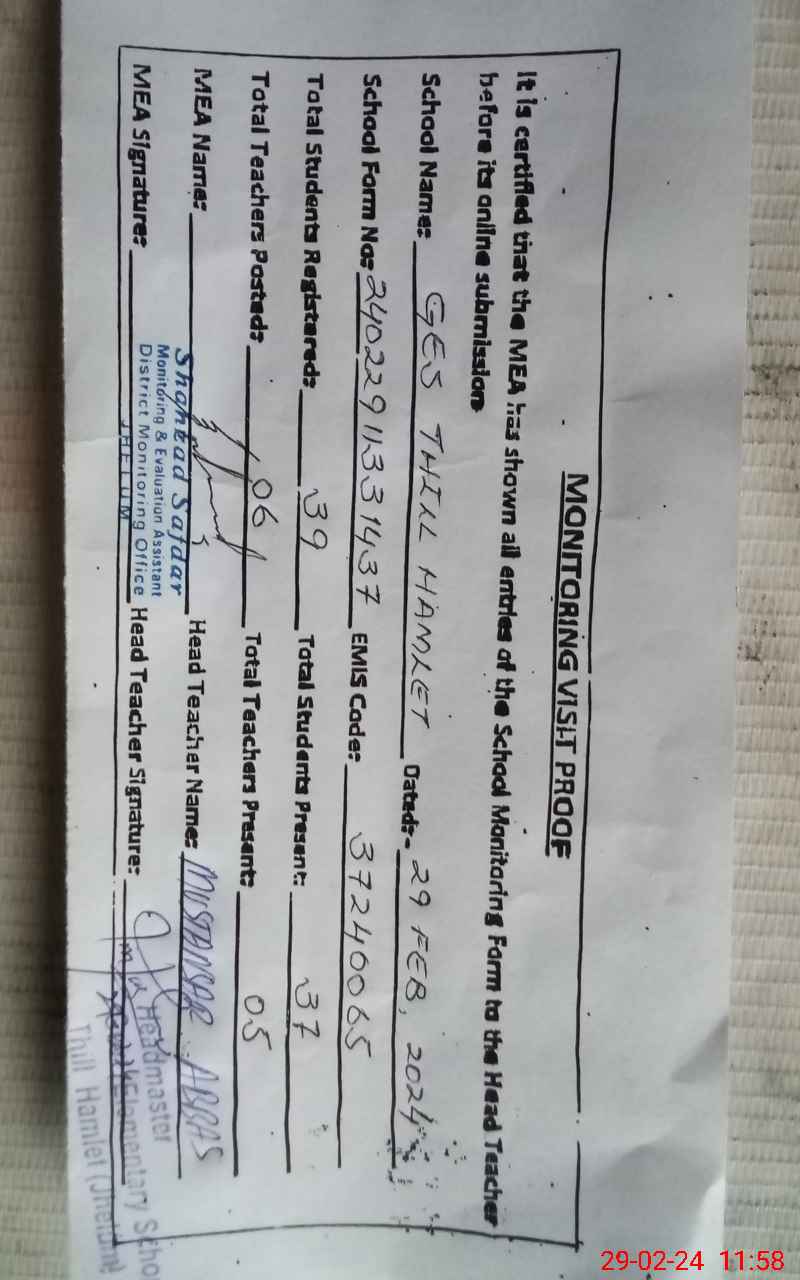 MONITORING VISIT PROOF
It is certified that the MEA has shown all entries of the School Monitoring Form to the Head Teacher
before its online submission
School Name: GES THILL HAMLET Dated:- 29 FEB, 2024
School Form No: 24022911331437 EMIS Code: 37240065
Total Students Registered: 39 Total Students Present: 37
Total Teachers Posted: 06 Total Teachers Present: 05
MEA Name: Shahzad Safdar Head Teacher Name: MUSTANSAR ABBAS
Monitoring & Evaluation Assistant
MEA Signature: District Monitoring Office Head Teacher Signature:
JHELUM
Headmaster
Elementary Scho
Thill Hamlet (Jhelum)
29-02-24 11:58